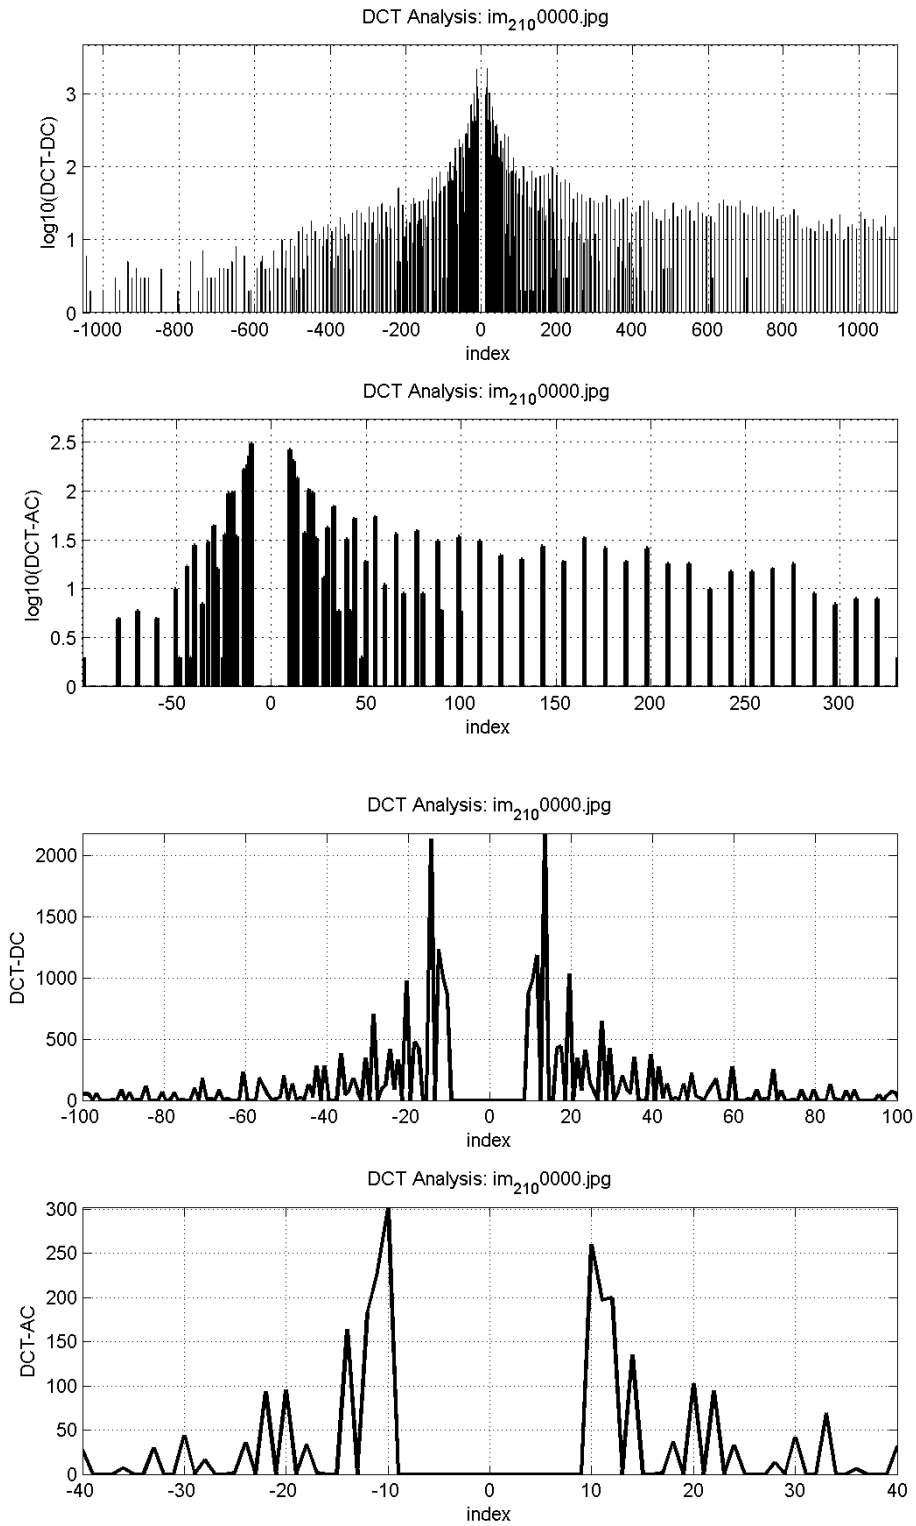 DCT Analysis: im2100000.jpg
log10(DCT-DC)
3
2
1
0
-1000 -800 -600 -400 -200 0 200 400 600 800 1000
index
DCT Analysis: im2100000.jpg
log10(DCT-AC)
2.5
2
1.5
1
0.5
0
-50 0 50 100 150 200 250 300
index
DCT Analysis: im2100000.jpg
DCT-DC
2000
1500
1000
500
0
-100 -80 -60 -40 -20 0 20 40 60 80 100
index
DCT Analysis: im2100000.jpg
DCT-AC
300
250
200
150
100
50
0
-40 -30 -20 -10 0 10 20 30 40
index